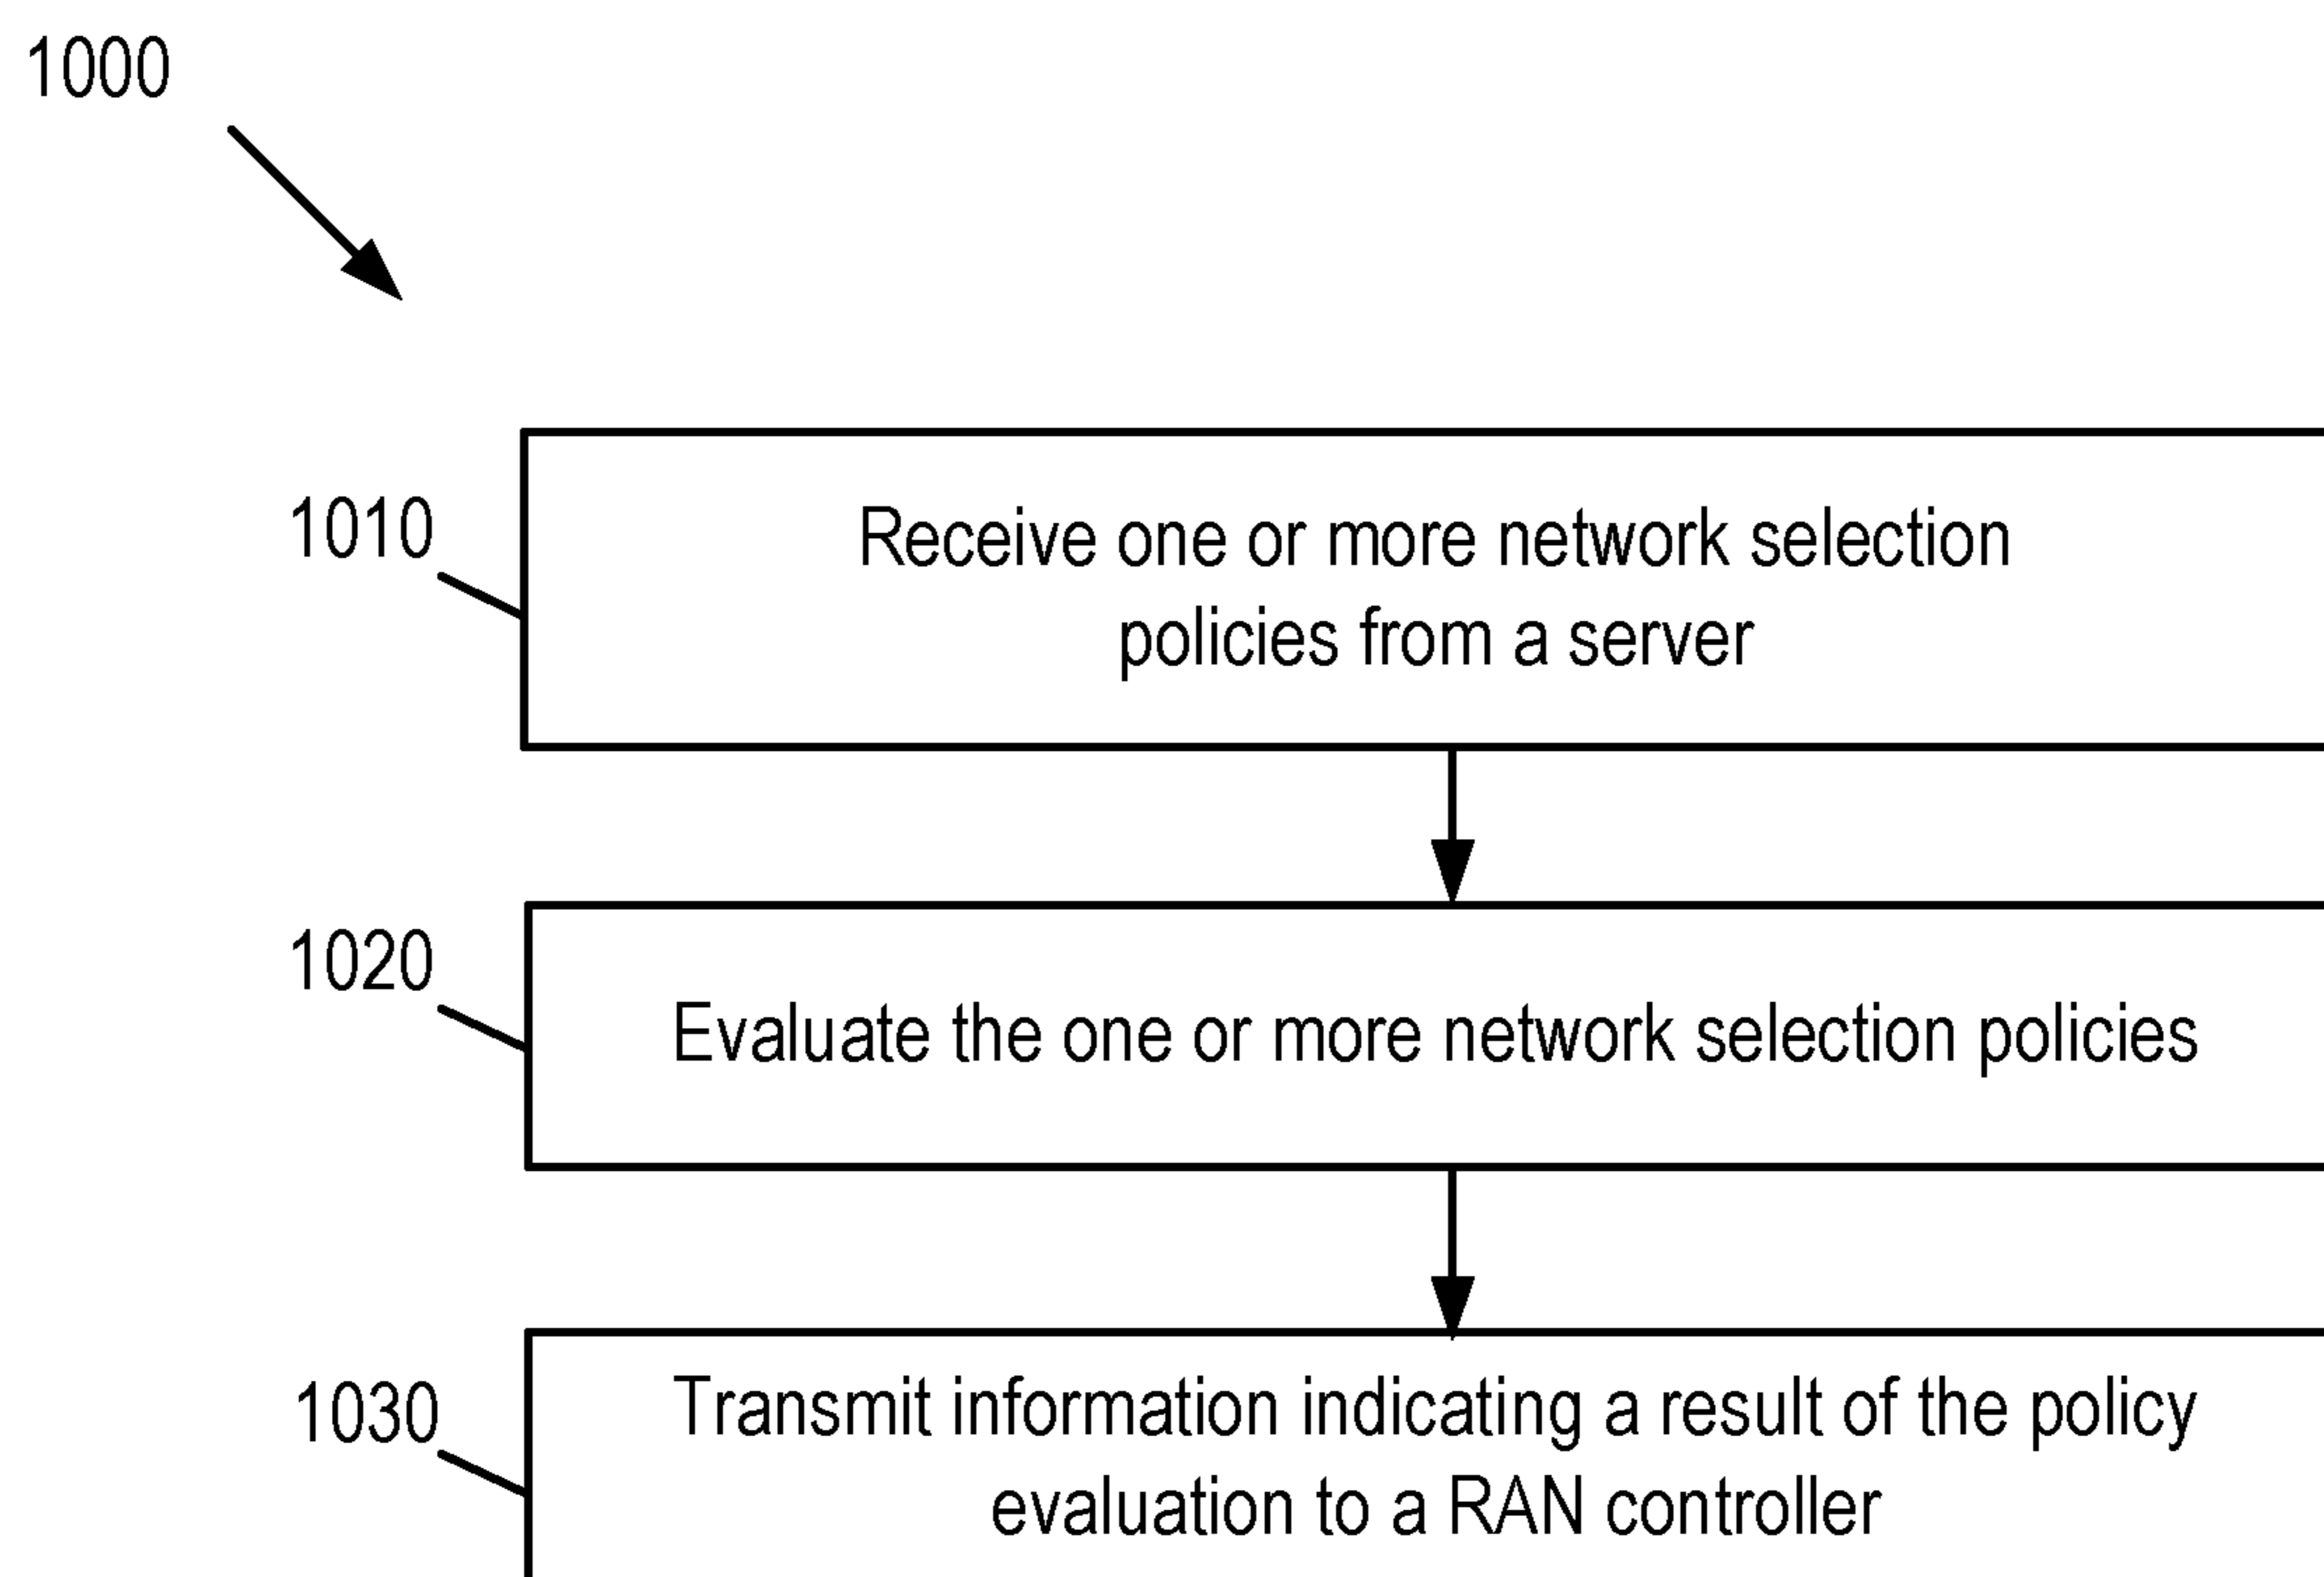 1000
1010
Receive one or more network selection
policies from a server
1020
Evaluate the one or more network selection policies
1030
Transmit information indicating a result of the policy
evaluation to a RAN controller